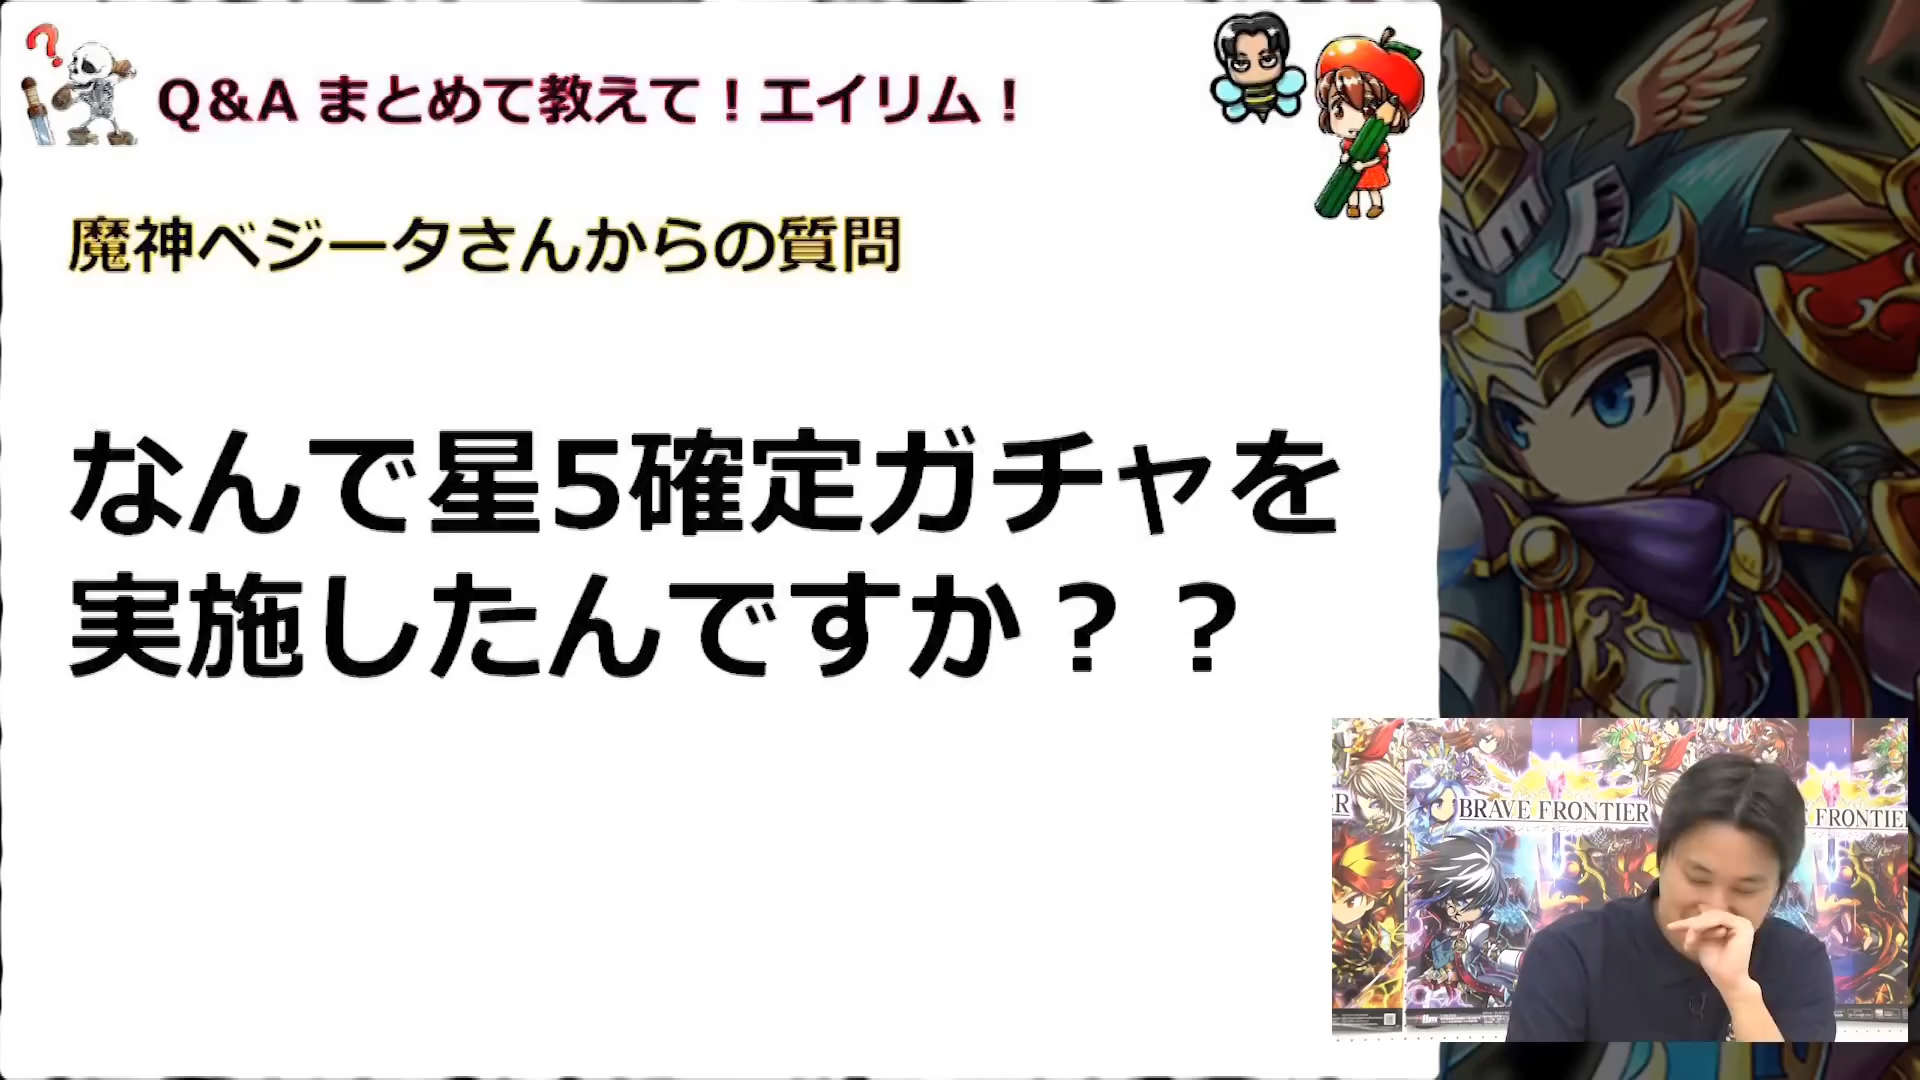 Q&A まとめて教えて！エイリム！
魔神ベジータさんからの質問
なんで星5確定ガチャを
実施したんですか？？
BRAVE FRONTIER
FRONTIE